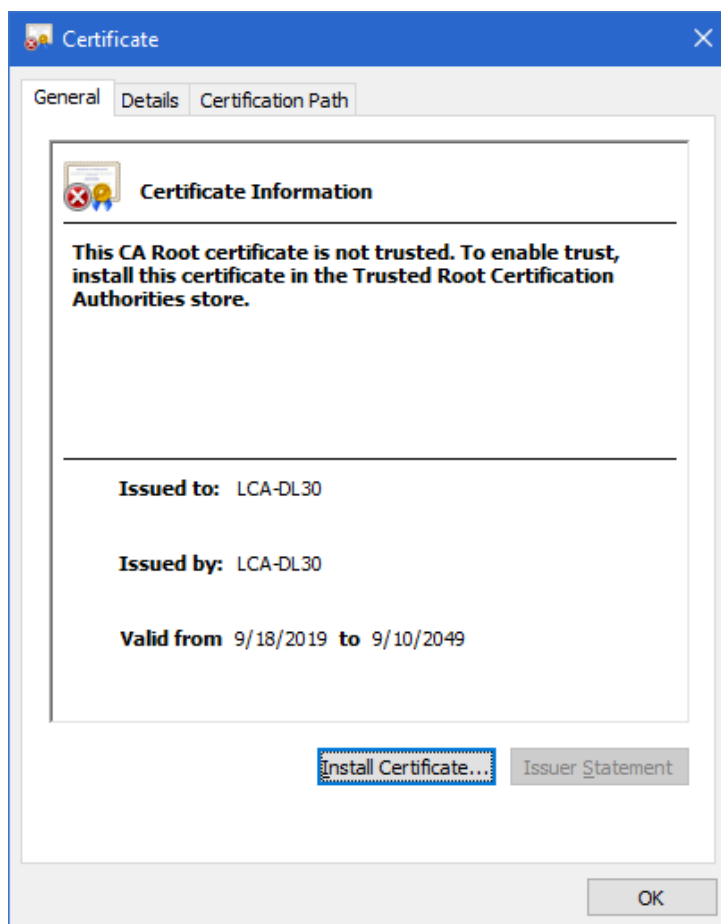 Certificate
General Details Certification Path
Certificate Information
This CA Root certificate is not trusted. To enable trust,
install this certificate in the Trusted Root Certification
Authorities store.
Issued to: LCA-DL30
Issued by: LCA-DL30
Valid from 9/18/2019 to 9/10/2049
Install Certificate... Issuer Statement
OK